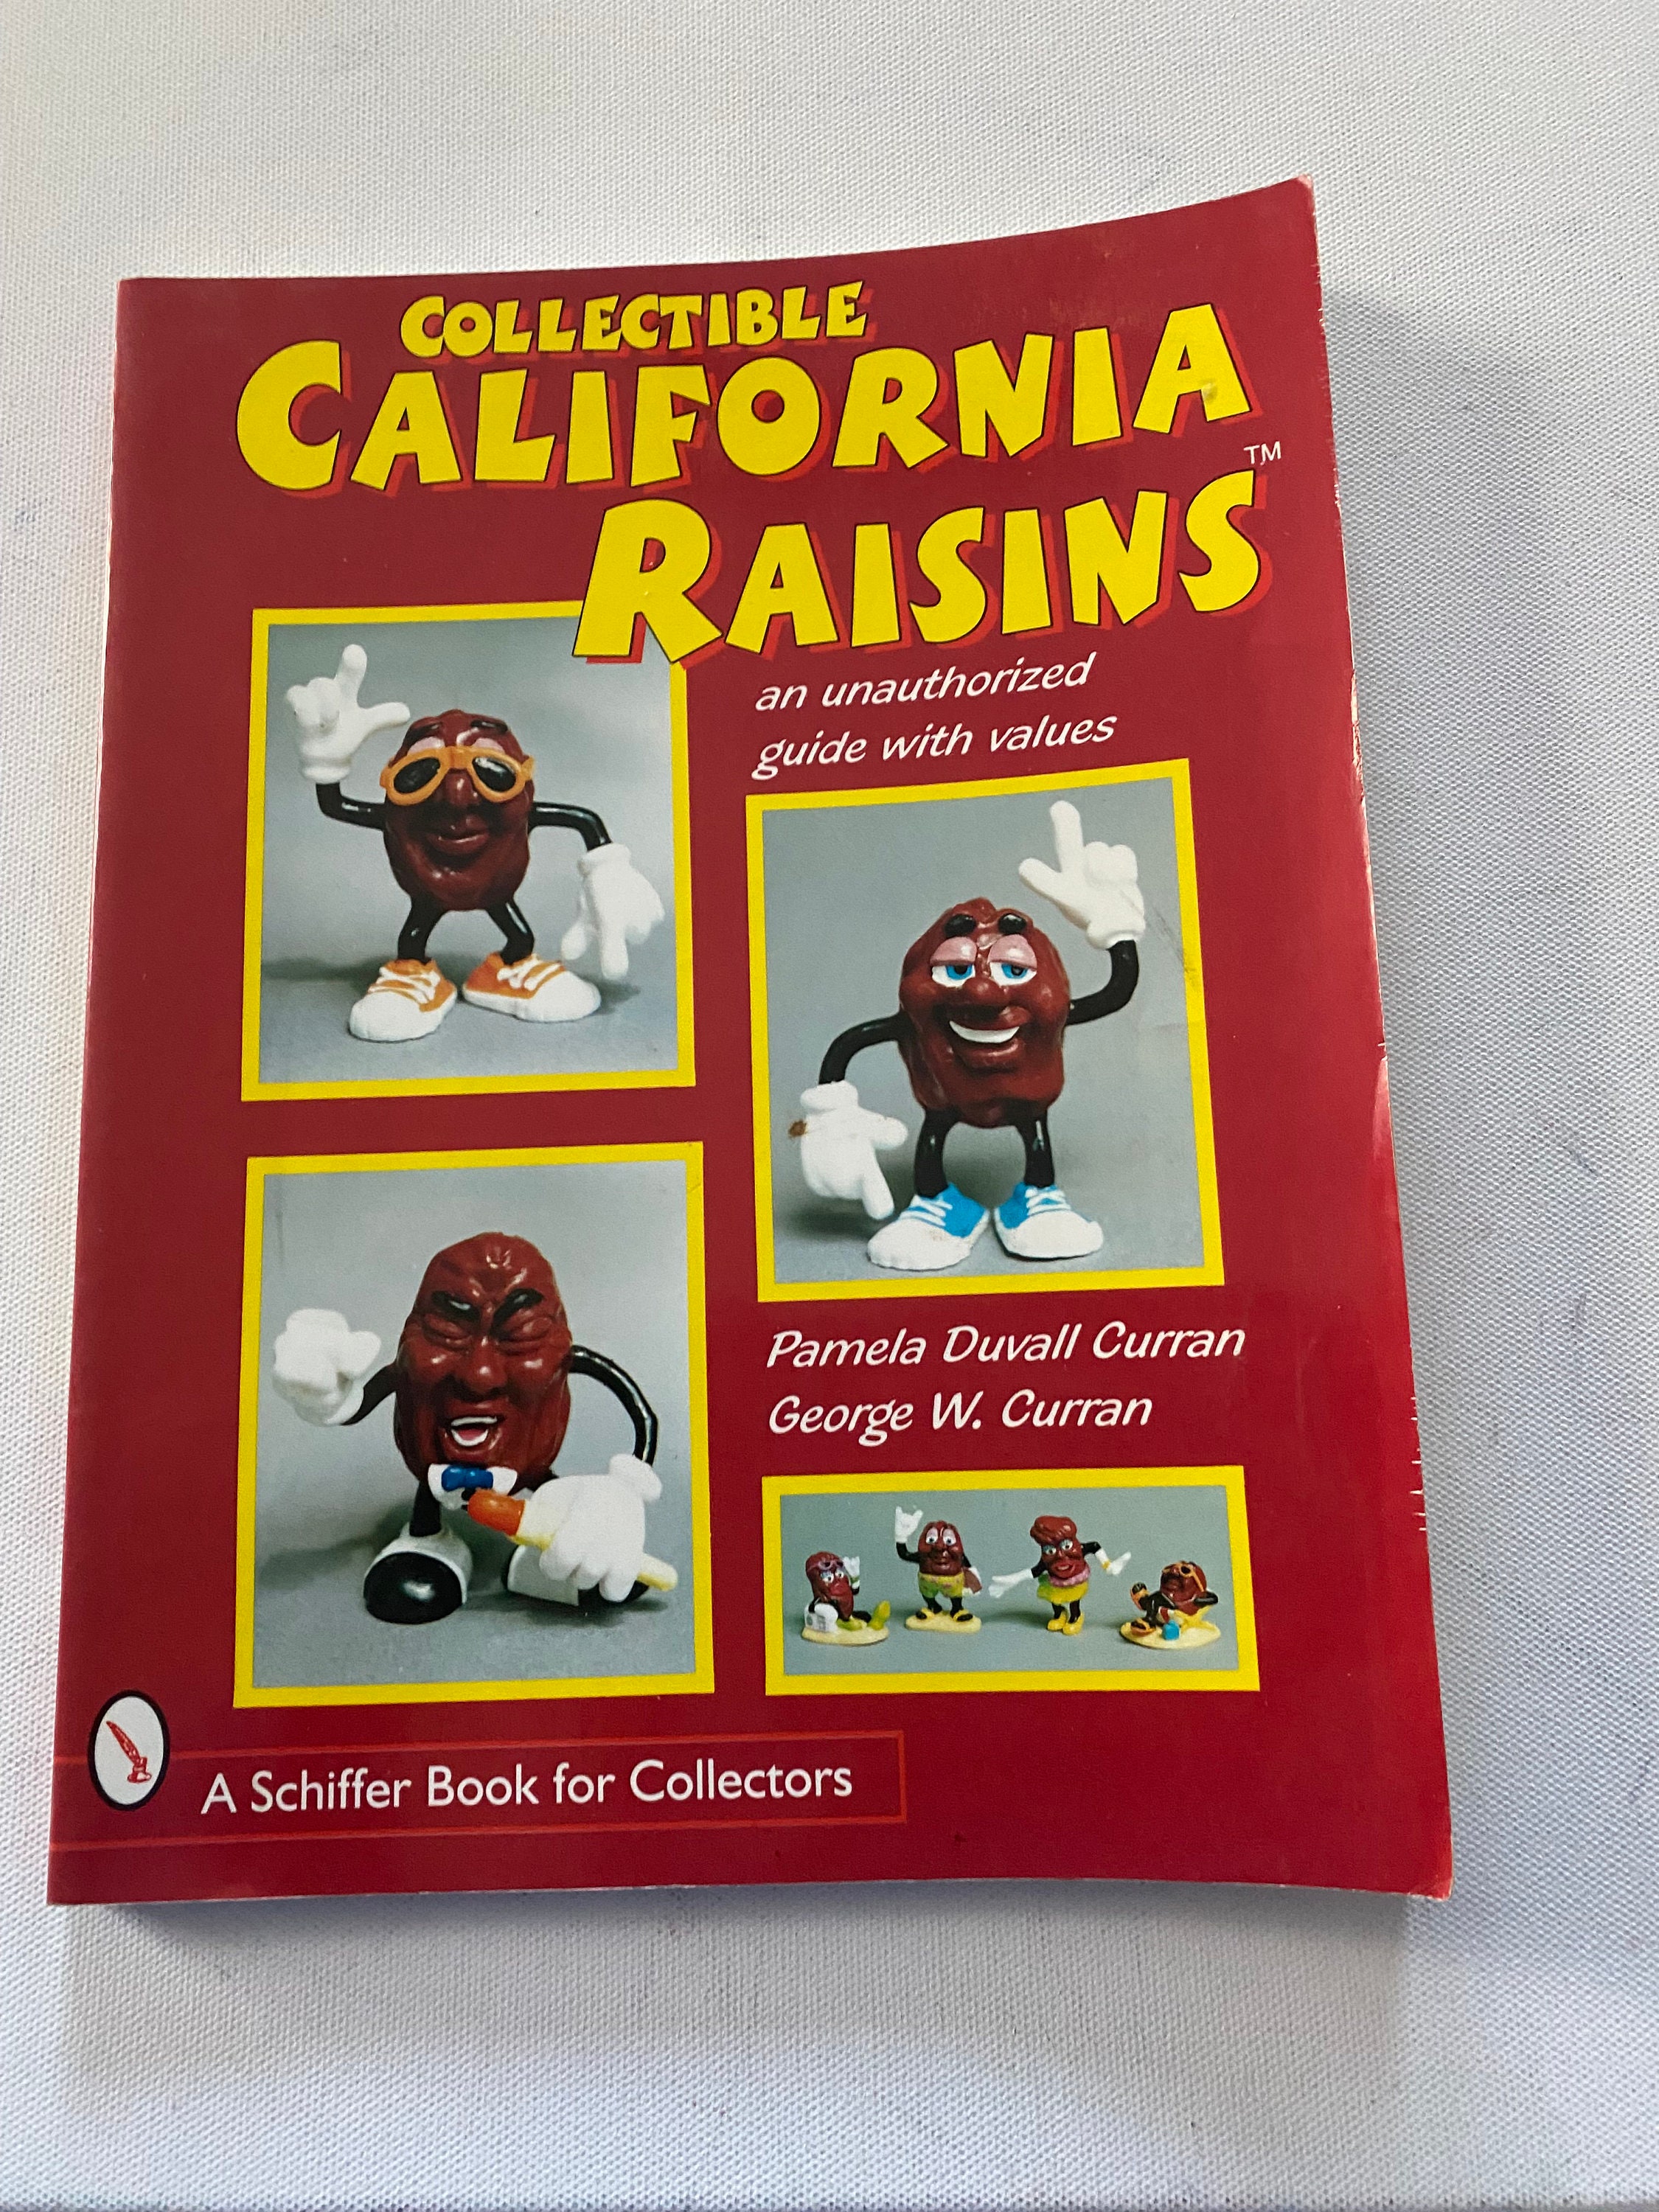 COLLECTIBLE
CALIFORNIA
RAISINS™
an unauthorized
guide with values
Pamela Duvall Curran
George W. Curran
A Schiffer Book for Collectors